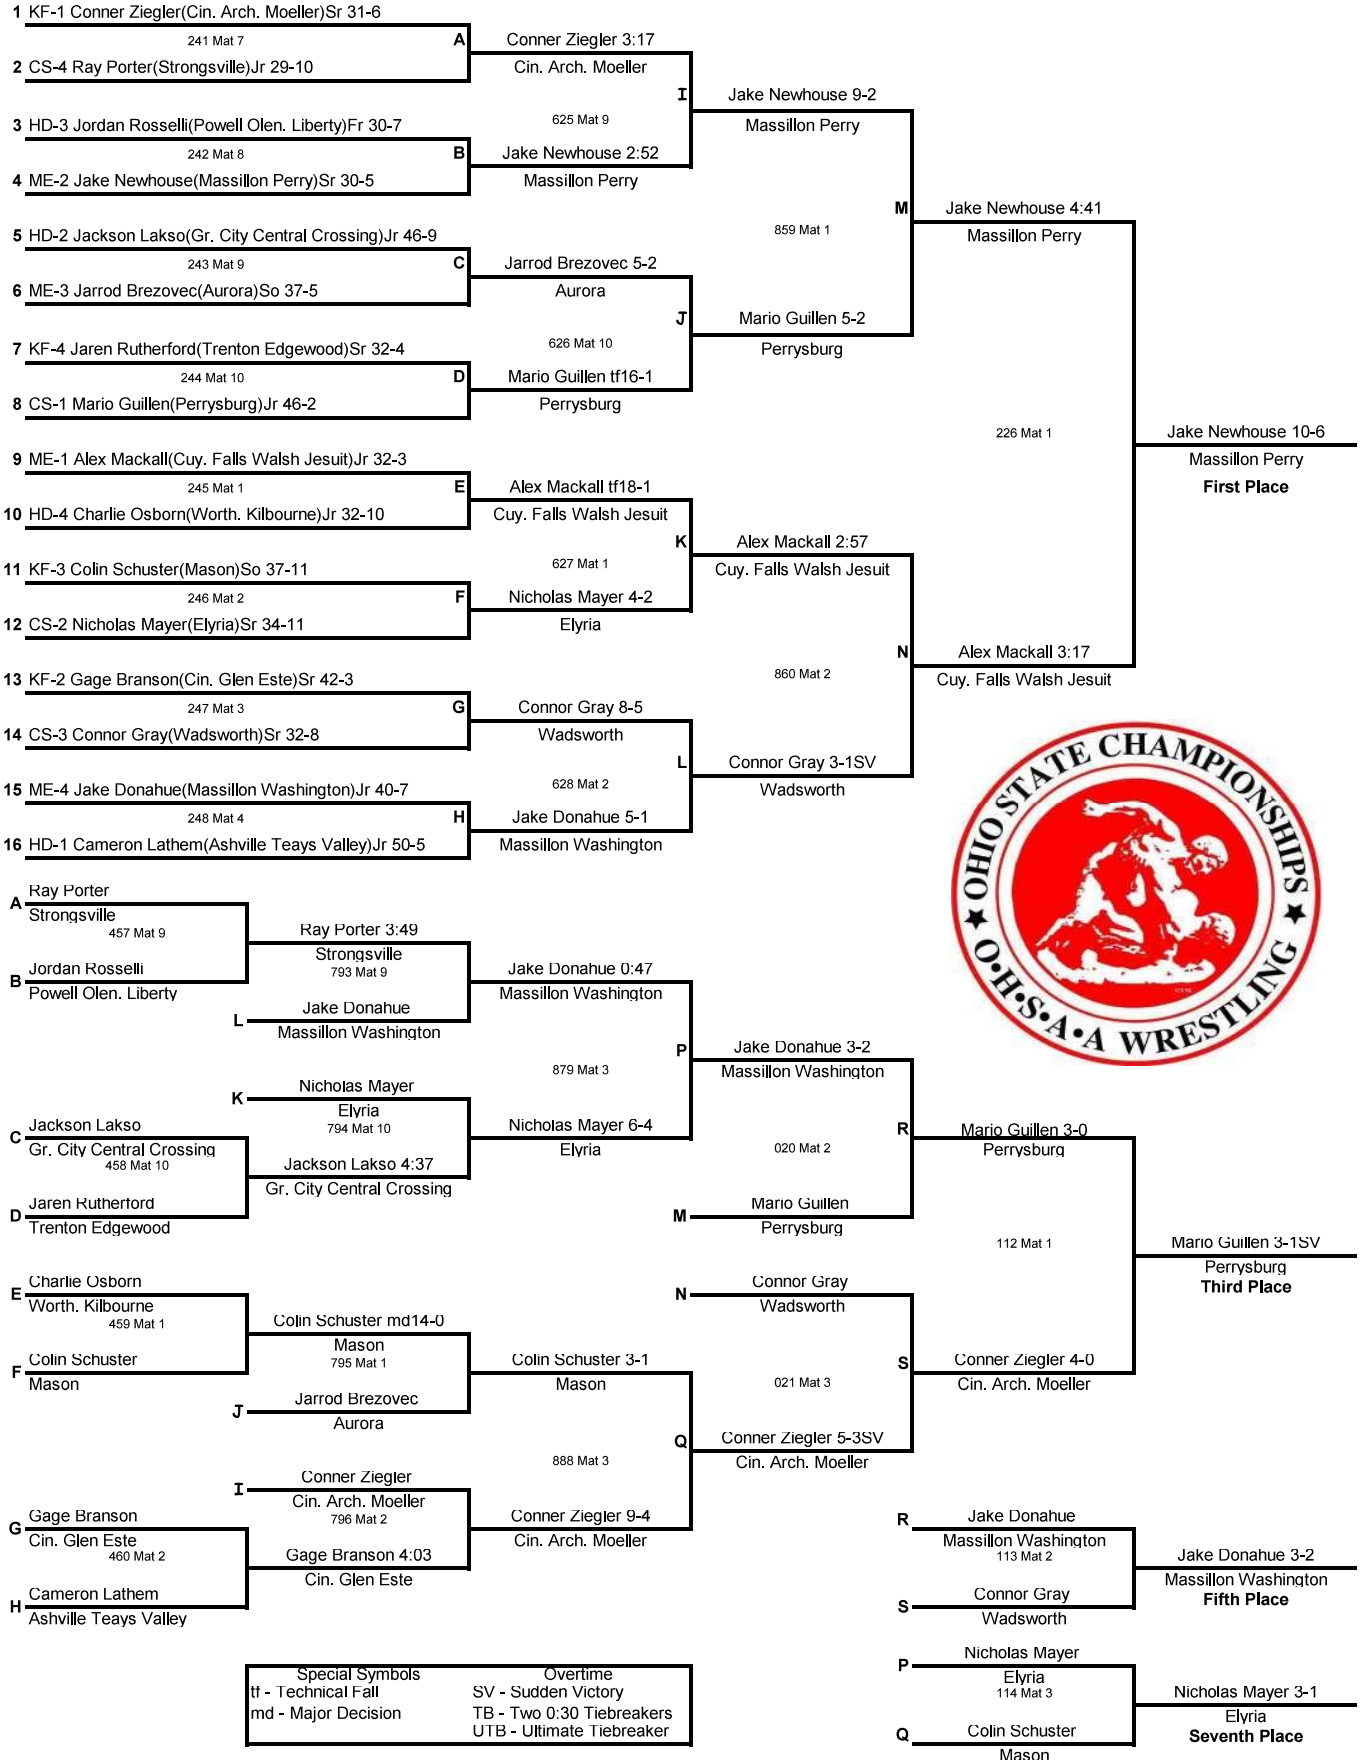 1 KF-1 Conner Ziegler(Cin. Arch. Moeller)Sr 31-6
241 Mat 7
A
2 CS-4 Ray Porter(Strongsville)Jr 29-10
Conner Ziegler 3:17
Cin. Arch. Moeller
3 HD-3 Jordan Rosselli(Powell Olen. Liberty)Fr 30-7
242 Mat 8
B
4 ME-2 Jake Newhouse(Massillon Perry)Sr 30-5
625 Mat 9
I
Jake Newhouse 2:52
Massillon Perry
Jake Newhouse 9-2
Massillon Perry
5 HD-2 Jackson Lakso(Gr. City Central Crossing)Jr 46-9
243 Mat 9
C
6 ME-3 Jarrod Brezovec(Aurora)So 37-5
Jarrod Brezovec 5-2
Aurora
859 Mat 1
M
Jake Newhouse 4:41
Massillon Perry
7 KF-4 Jaren Rutherford(Trenton Edgewood)Sr 32-4
244 Mat 10
D
8 CS-1 Mario Guillen(Perrysburg)Jr 46-2
626 Mat 10
J
Mario Guillen tf16-1
Perrysburg
Mario Guillen 5-2
Perrysburg
226 Mat 1
Jake Newhouse 10-6
Massillon Perry
First Place
9 ME-1 Alex Mackall(Cuy. Falls Walsh Jesuit)Jr 32-3
245 Mat 1
E
10 HD-4 Charlie Osborn(Worth. Kilbourne)Jr 32-10
Alex Mackall tf18-1
Cuy. Falls Walsh Jesuit
11 KF-3 Colin Schuster(Mason)So 37-11
246 Mat 2
F
12 CS-2 Nicholas Mayer(Elyria)Sr 34-11
627 Mat 1
K
Nicholas Mayer 4-2
Elyria
Alex Mackall 2:57
Cuy. Falls Walsh Jesuit
13 KF-2 Gage Branson(Cin. Glen Este)Sr 42-3
247 Mat 3
G
14 CS-3 Connor Gray(Wadsworth)Sr 32-8
Connor Gray 8-5
Wadsworth
860 Mat 2
N
Alex Mackall 3:17
Cuy. Falls Walsh Jesuit
15 ME-4 Jake Donahue(Massillon Washington)Jr 40-7
248 Mat 4
H
16 HD-1 Cameron Lathem(Ashville Teays Valley)Jr 50-5
628 Mat 2
L
Jake Donahue 5-1
Massillon Washington
Connor Gray 3-1SV
Wadsworth
OHIO STATE CHAMPIONSHIPS
O•H•S•A•A WRESTLING
A
Ray Porter
Strongsville
457 Mat 9
B
Jordan Rosselli
Powell Olen. Liberty
Ray Porter 3:49
Strongsville
793 Mat 9
L
Jake Donahue
Massillon Washington
Jake Donahue 0:47
Massillon Washington
K
Nicholas Mayer
Elyria
794 Mat 10
C
Jackson Lakso
Gr. City Central Crossing
458 Mat 10
D
Jaren Rutherford
Trenton Edgewood
Jackson Lakso 4:37
Gr. City Central Crossing
879 Mat 3
P
Nicholas Mayer 6-4
Elyria
Jake Donahue 3-2
Massillon Washington
020 Mat 2
R
M
Mario Guillen
Perrysburg
Mario Guillen 3-0
Perrysburg
112 Mat 1
Mario Guillen 3-1SV
Perrysburg
Third Place
E
Charlie Osborn
Worth. Kilbourne
459 Mat 1
F
Colin Schuster
Mason
Colin Schuster md14-0
Mason
795 Mat 1
J
Jarrod Brezovec
Aurora
Colin Schuster 3-1
Mason
N
Connor Gray
Wadsworth
021 Mat 3
S
Conner Ziegler 4-0
Cin. Arch. Moeller
888 Mat 3
Q
Conner Ziegler 5-3SV
Cin. Arch. Moeller
I
Conner Ziegler
Cin. Arch. Moeller
796 Mat 2
G
Gage Branson
Cin. Glen Este
460 Mat 2
H
Cameron Lathem
Ashville Teays Valley
Gage Branson 4:03
Cin. Glen Este
Conner Ziegler 9-4
Cin. Arch. Moeller
R
Jake Donahue
Massillon Washington
113 Mat 2
S
Connor Gray
Wadsworth
Jake Donahue 3-2
Massillon Washington
Fifth Place
P
Nicholas Mayer
Elyria
114 Mat 3
Q
Colin Schuster
Mason
Nicholas Mayer 3-1
Elyria
Seventh Place
Special Symbols
tf - Technical Fall
md - Major Decision
Overtime
SV - Sudden Victory
TB - Two 0:30 Tiebreakers
UTB - Ultimate Tiebreaker